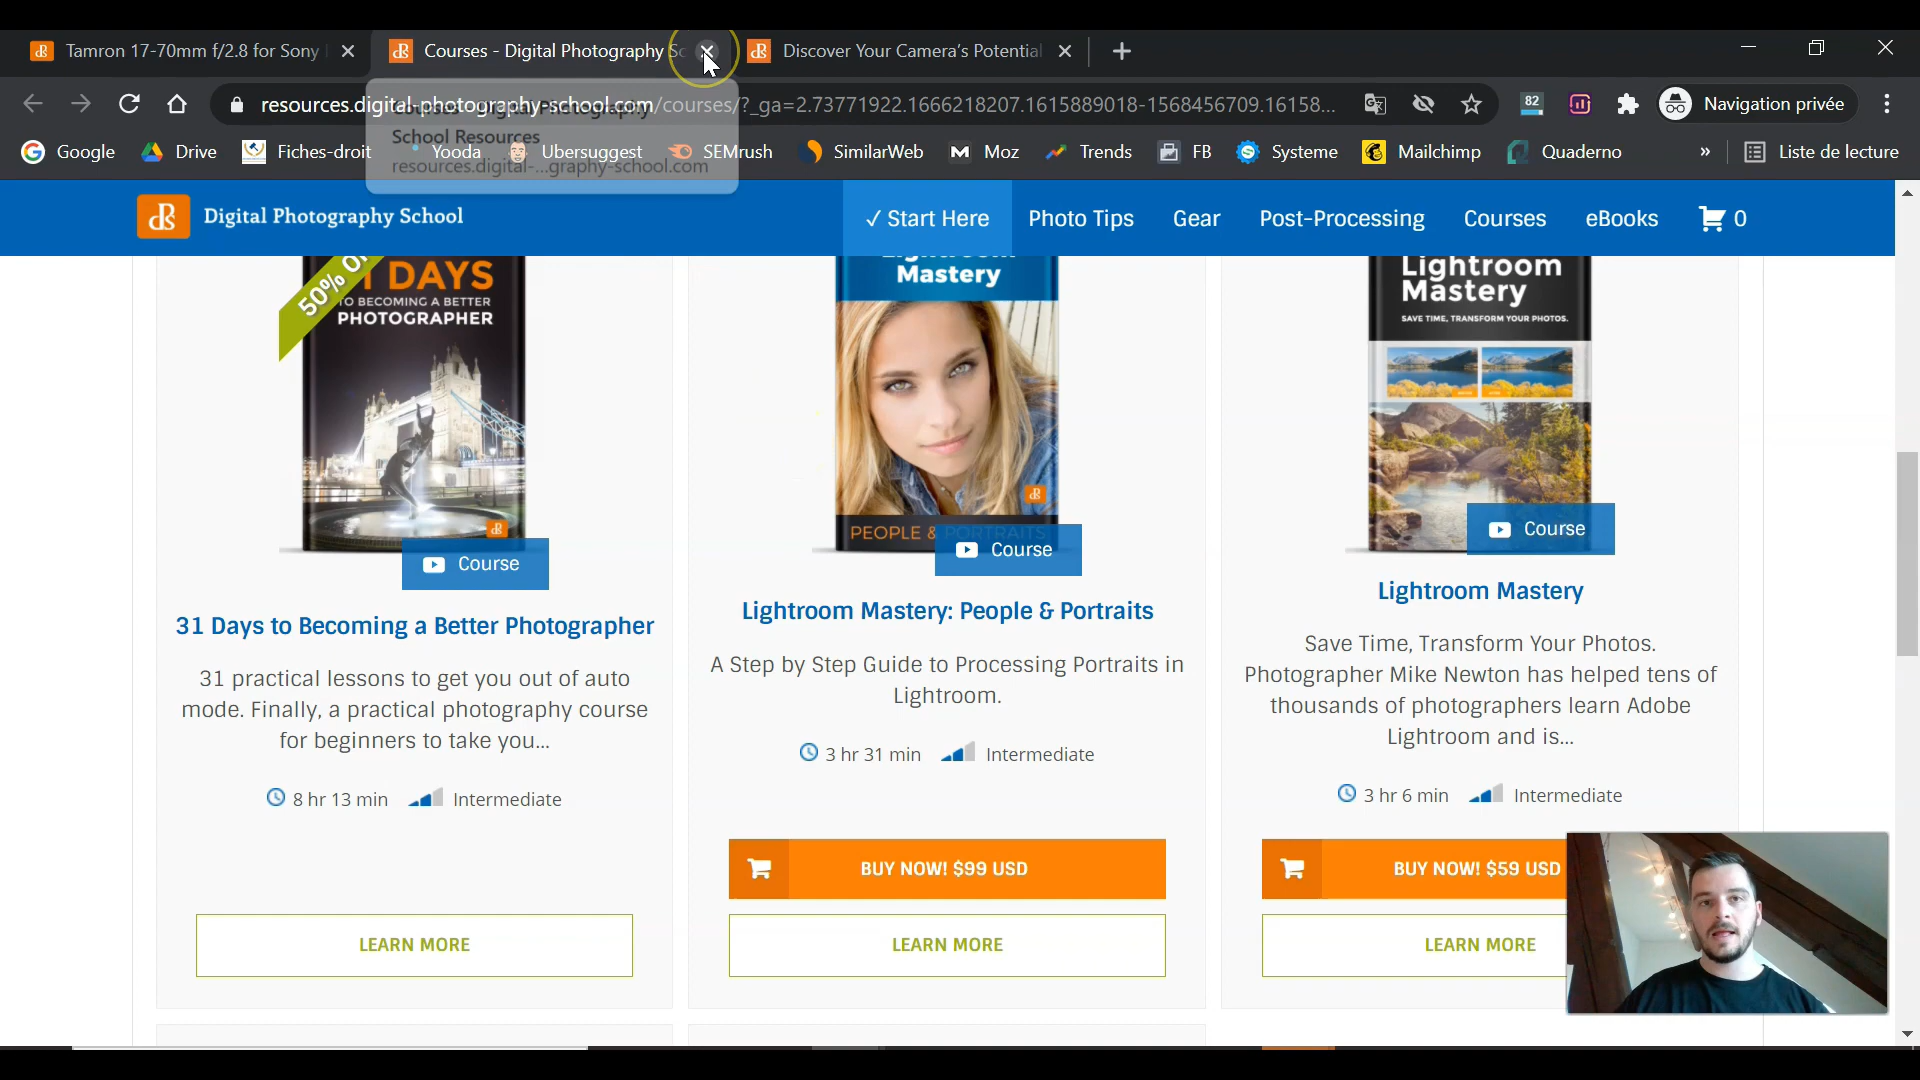 Tamron 17-70mm f/2.8 for Sony
Courses - Digital Photography Sc
Discover Your Camera's Potential
resources.digital-photography-school.com/courses/?_ga=2.73771922.1666218207.1615889018-1568456709.16158...
82
Navigation privée
Courses - Digital Photography
School Resources
resources.digital-...graphy-school.com
Google
Drive
Fiches-droit
Yooda
Ubersuggest
SEMrush
SimilarWeb
Moz
Trends
FB
Systeme
Mailchimp
Quaderno
»
Liste de lecture
dPS
Digital Photography School
✓ Start Here
Photo Tips
Gear
Post-Processing
Courses
eBooks
0
50%
DAYS
TO BECOMING A BETTER
PHOTOGRAPHER
Course
31 Days to Becoming a Better Photographer
31 practical lessons to get you out of auto
mode. Finally, a practical photography course
for beginners to take you...
8 hr 13 min
Intermediate
LEARN MORE
Lightroom
Mastery
PEOPLE & PORTRAITS
Course
Lightroom Mastery: People & Portraits
A Step by Step Guide to Processing Portraits in
Lightroom.
3 hr 31 min
Intermediate
BUY NOW! $99 USD
LEARN MORE
Lightroom
Mastery
SAVE TIME, TRANSFORM YOUR PHOTOS.
Course
Lightroom Mastery
Save Time, Transform Your Photos.
Photographer Mike Newton has helped tens of
thousands of photographers learn Adobe
Lightroom and is...
3 hr 6 min
Intermediate
BUY NOW! $59 USD
LEARN MORE